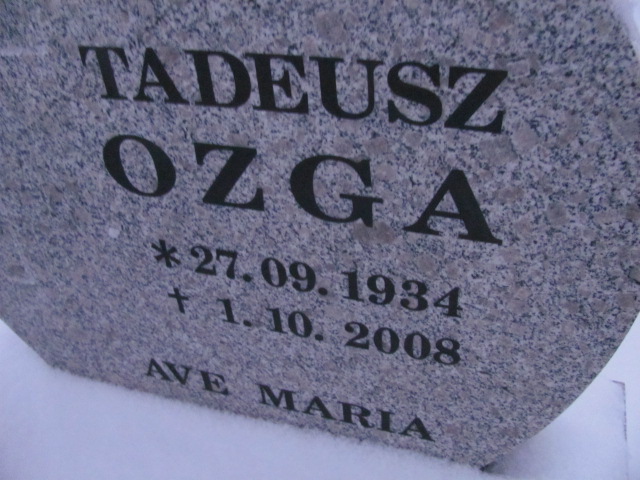 TADEUSZ
OZGA
* 27.09.1934
† 1.10.2008
AVE MARIA